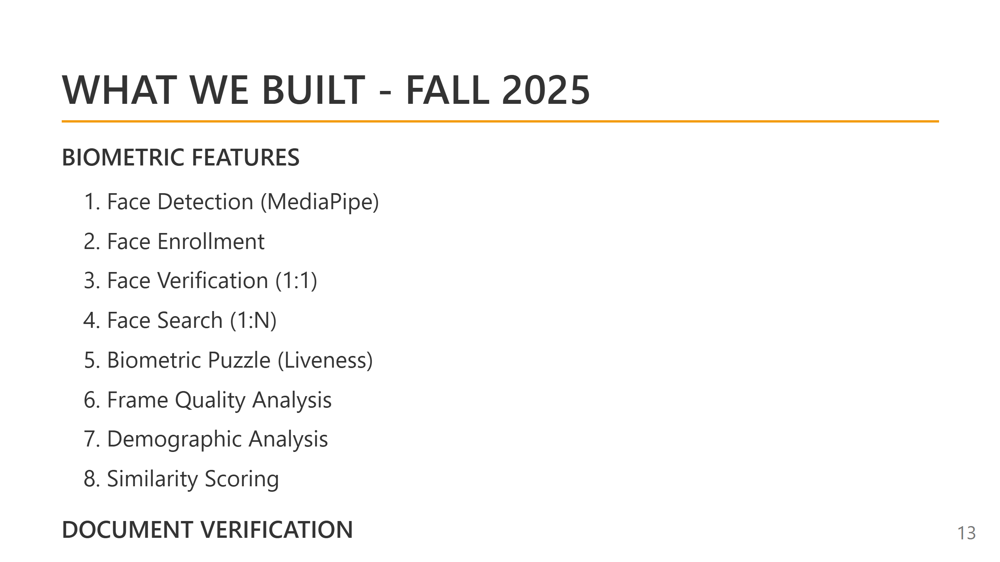 WHAT WE BUILT - FALL 2025
BIOMETRIC FEATURES
1. Face Detection (MediaPipe)
2. Face Enrollment
3. Face Verification (1:1)
4. Face Search (1:N)
5. Biometric Puzzle (Liveness)
6. Frame Quality Analysis
7. Demographic Analysis
8. Similarity Scoring
DOCUMENT VERIFICATION
13